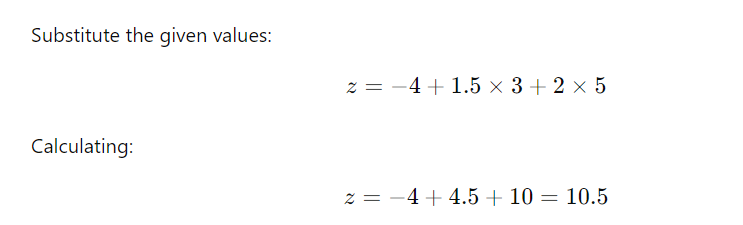 Substitute the given values:
z = −4 + 1.5 × 3 + 2 × 5
Calculating:
z = −4 + 4.5 + 10 = 10.5